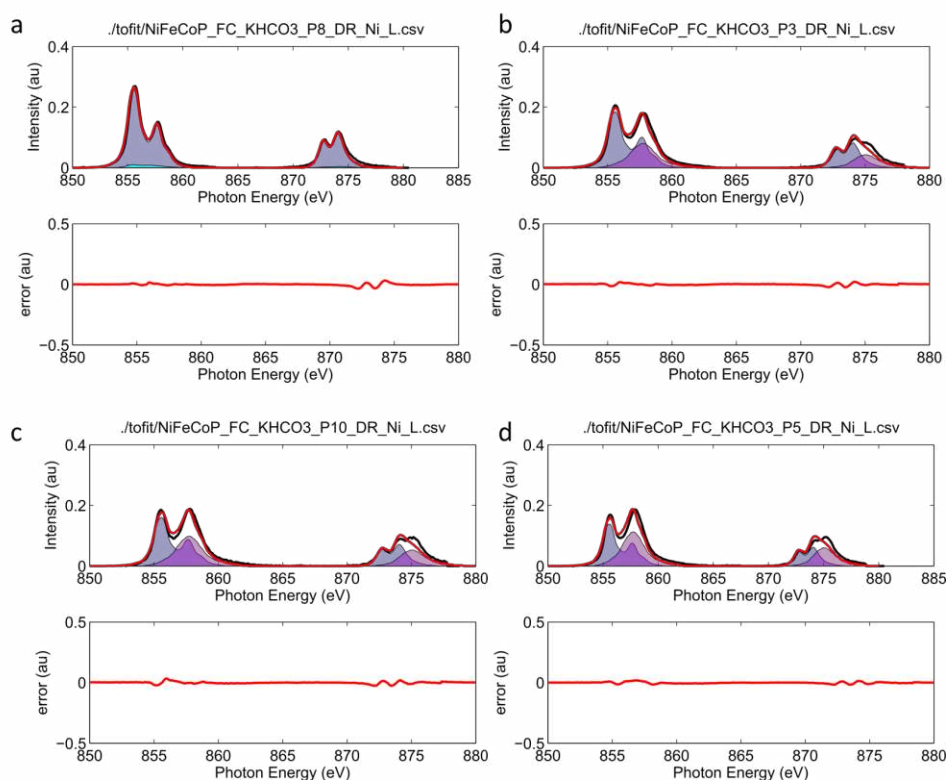 a
./tofit/NiFeCoP_FC_KHCO3_P8_DR_Ni_L.csv
0.4
0.2
0
Intensity (au)
850 855 860 865 870 875 880 885
Photon Energy (eV)
0.5
0
−0.5
error (au)
850 855 860 865 870 875 880
Photon Energy (eV)
b
./tofit/NiFeCoP_FC_KHCO3_P3_DR_Ni_L.csv
0.4
0.2
0
Intensity (au)
850 855 860 865 870 875 880
Photon Energy (eV)
0.5
0
−0.5
error (au)
850 855 860 865 870 875 880
Photon Energy (eV)
c
./tofit/NiFeCoP_FC_KHCO3_P10_DR_Ni_L.csv
0.4
0.2
0
Intensity (au)
850 855 860 865 870 875 880
Photon Energy (eV)
0.5
0
−0.5
error (au)
850 855 860 865 870 875 880
Photon Energy (eV)
d
./tofit/NiFeCoP_FC_KHCO3_P5_DR_Ni_L.csv
0.4
0.2
0
Intensity (au)
850 855 860 865 870 875 880 885
Photon Energy (eV)
0.5
0
−0.5
error (au)
850 855 860 865 870 875 880
Photon Energy (eV)